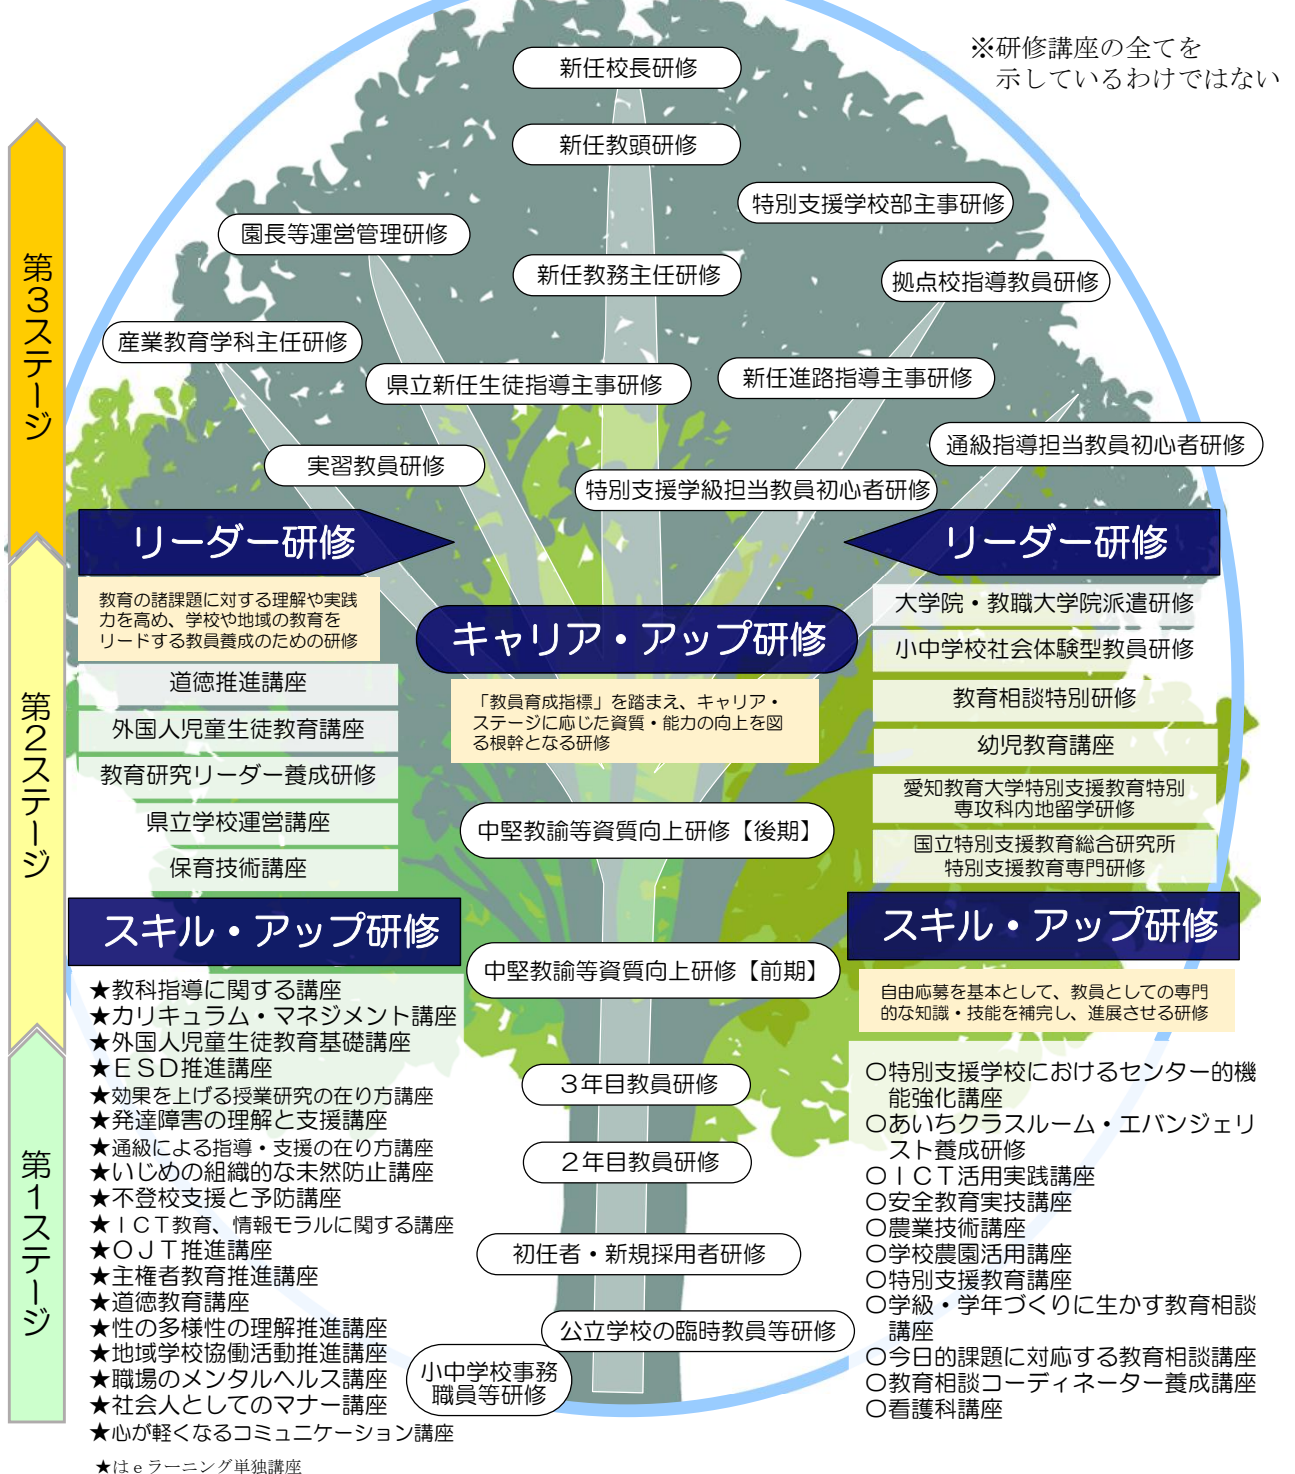 ※研修講座の全てを
示しているわけではない
新任校長研修
新任教頭研修
特別支援学校部主事研修
園長等運営管理研修
新任教務主任研修
拠点校指導教員研修
産業教育学科主任研修
県立新任生徒指導主事研修
新任進路指導主事研修
通級指導担当教員初心者研修
実習教員研修
特別支援学級担当教員初心者研修
第3ステージ
第2ステージ
第1ステージ
リーダー研修
教育の諸課題に対する理解や実践
力を高め、学校や地域の教育を
リードする教員養成のための研修
道徳推進講座
外国人児童生徒教育講座
教育研究リーダー養成研修
県立学校運営講座
保育技術講座
キャリア・アップ研修
「教員育成指標」を踏まえ、キャリア・
ステージに応じた資質・能力の向上を図
る根幹となる研修
中堅教諭等資質向上研修【後期】
中堅教諭等資質向上研修【前期】
3年目教員研修
2年目教員研修
初任者・新規採用者研修
公立学校の臨時教員等研修
小中学校事務
職員等研修
リーダー研修
大学院・教職大学院派遣研修
小中学校社会体験型教員研修
教育相談特別研修
幼児教育講座
愛知教育大学特別支援教育特別
専攻科内地留学研修
国立特別支援教育総合研究所
特別支援教育専門研修
スキル・アップ研修
★教科指導に関する講座
★カリキュラム・マネジメント講座
★外国人児童生徒教育基礎講座
★ESD推進講座
★効果を上げる授業研究の在り方講座
★発達障害の理解と支援講座
★通級による指導・支援の在り方講座
★いじめの組織的な未然防止講座
★不登校支援と予防講座
★ICT教育、情報モラルに関する講座
★OJT推進講座
★主権者教育推進講座
★道徳教育講座
★性の多様性の理解推進講座
★地域学校協働活動推進講座
★職場のメンタルヘルス講座
★社会人としてのマナー講座
★心が軽くなるコミュニケーション講座
★はeラーニング単独講座
スキル・アップ研修
自由応募を基本として、教員としての専門
的な知識・技能を補完し、進展させる研修
○特別支援学校におけるセンター的機
能強化講座
○あいちクラスルーム・エバンジェリ
スト養成研修
○ICT活用実践講座
○安全教育実技講座
○農業技術講座
○学校農園活用講座
○特別支援教育講座
○学級・学年づくりに生かす教育相談
講座
○今日的課題に対応する教育相談講座
○教育相談コーディネーター養成講座
○看護科講座